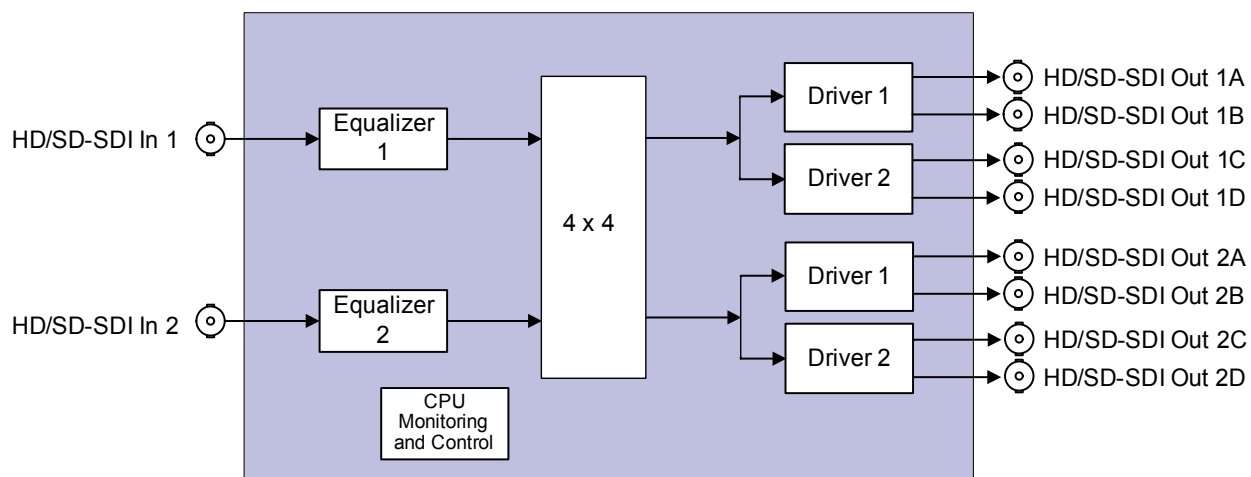 HD/SD-SDI In 1
Equalizer
1
HD/SD-SDI In 2
Equalizer
2
CPU
Monitoring
and Control
4 x 4
Driver 1
Driver 2
Driver 1
Driver 2
HD/SD-SDI Out 1A
HD/SD-SDI Out 1B
HD/SD-SDI Out 1C
HD/SD-SDI Out 1D
HD/SD-SDI Out 2A
HD/SD-SDI Out 2B
HD/SD-SDI Out 2C
HD/SD-SDI Out 2D